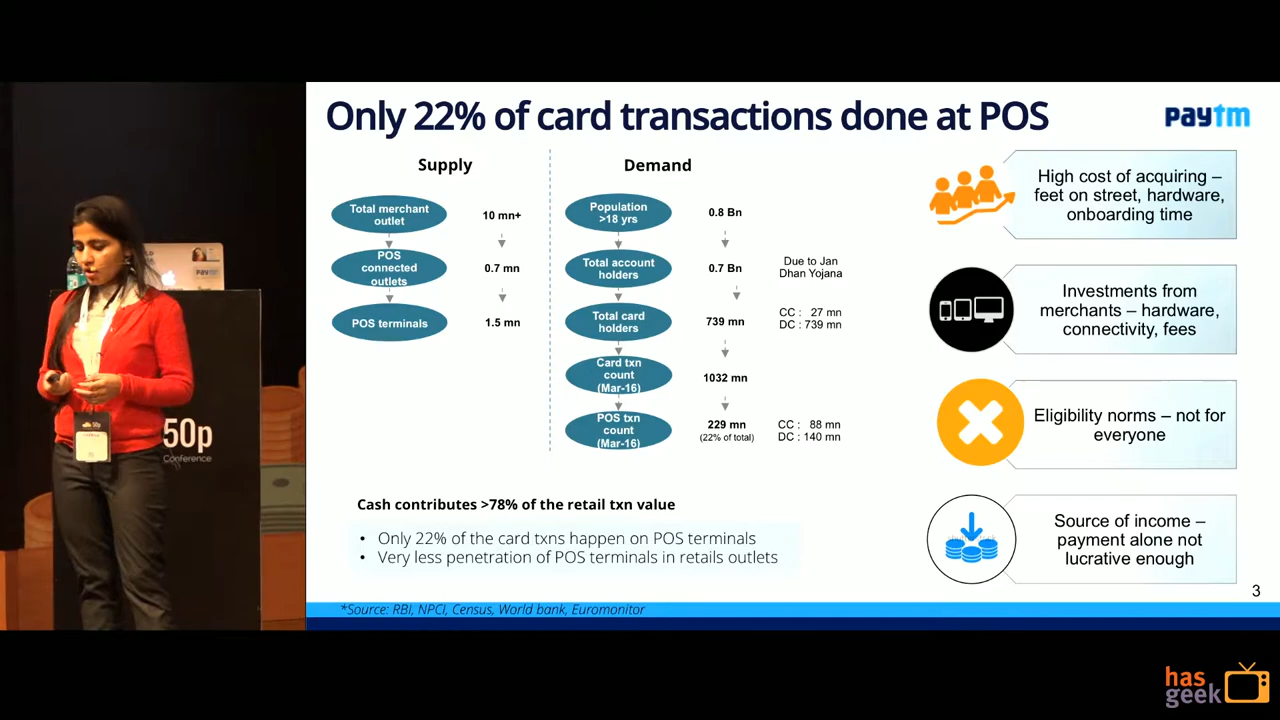 Only 22% of card transactions done at POS
paytm
Supply
Demand
Total merchant
outlet
10 mn+
POS
connected
outlets
0.7 mn
POS terminals
1.5 mn
Population
>18 yrs
0.8 Bn
Total account
holders
0.7 Bn
Due to Jan
Dhan Yojana
Total card
holders
739 mn
CC : 27 mn
DC : 739 mn
Card txn
count
(Mar-16)
1032 mn
POS txn
count
(Mar-16)
229 mn
(22% of total)
CC : 88 mn
DC : 140 mn
High cost of acquiring –
feet on street, hardware,
onboarding time
Investments from
merchants – hardware,
connectivity, fees
Eligibility norms – not for
everyone
Source of income –
payment alone not
lucrative enough
Cash contributes >78% of the retail txn value
• Only 22% of the card txns happen on POS terminals
• Very less penetration of POS terminals in retails outlets
3
*Source: RBI, NPCI, Census, World bank, Euromonitor
paytm
50p
Conference
has
geek